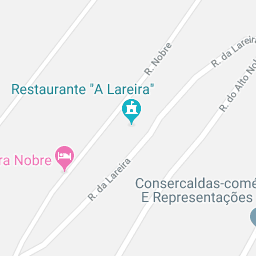 R. Nobre
R. da Lareira
R. do Alto Nob
Restaurante "A Lareira"
ra Nobre
R. da Lareira
Consercaldas-comé
E Representações